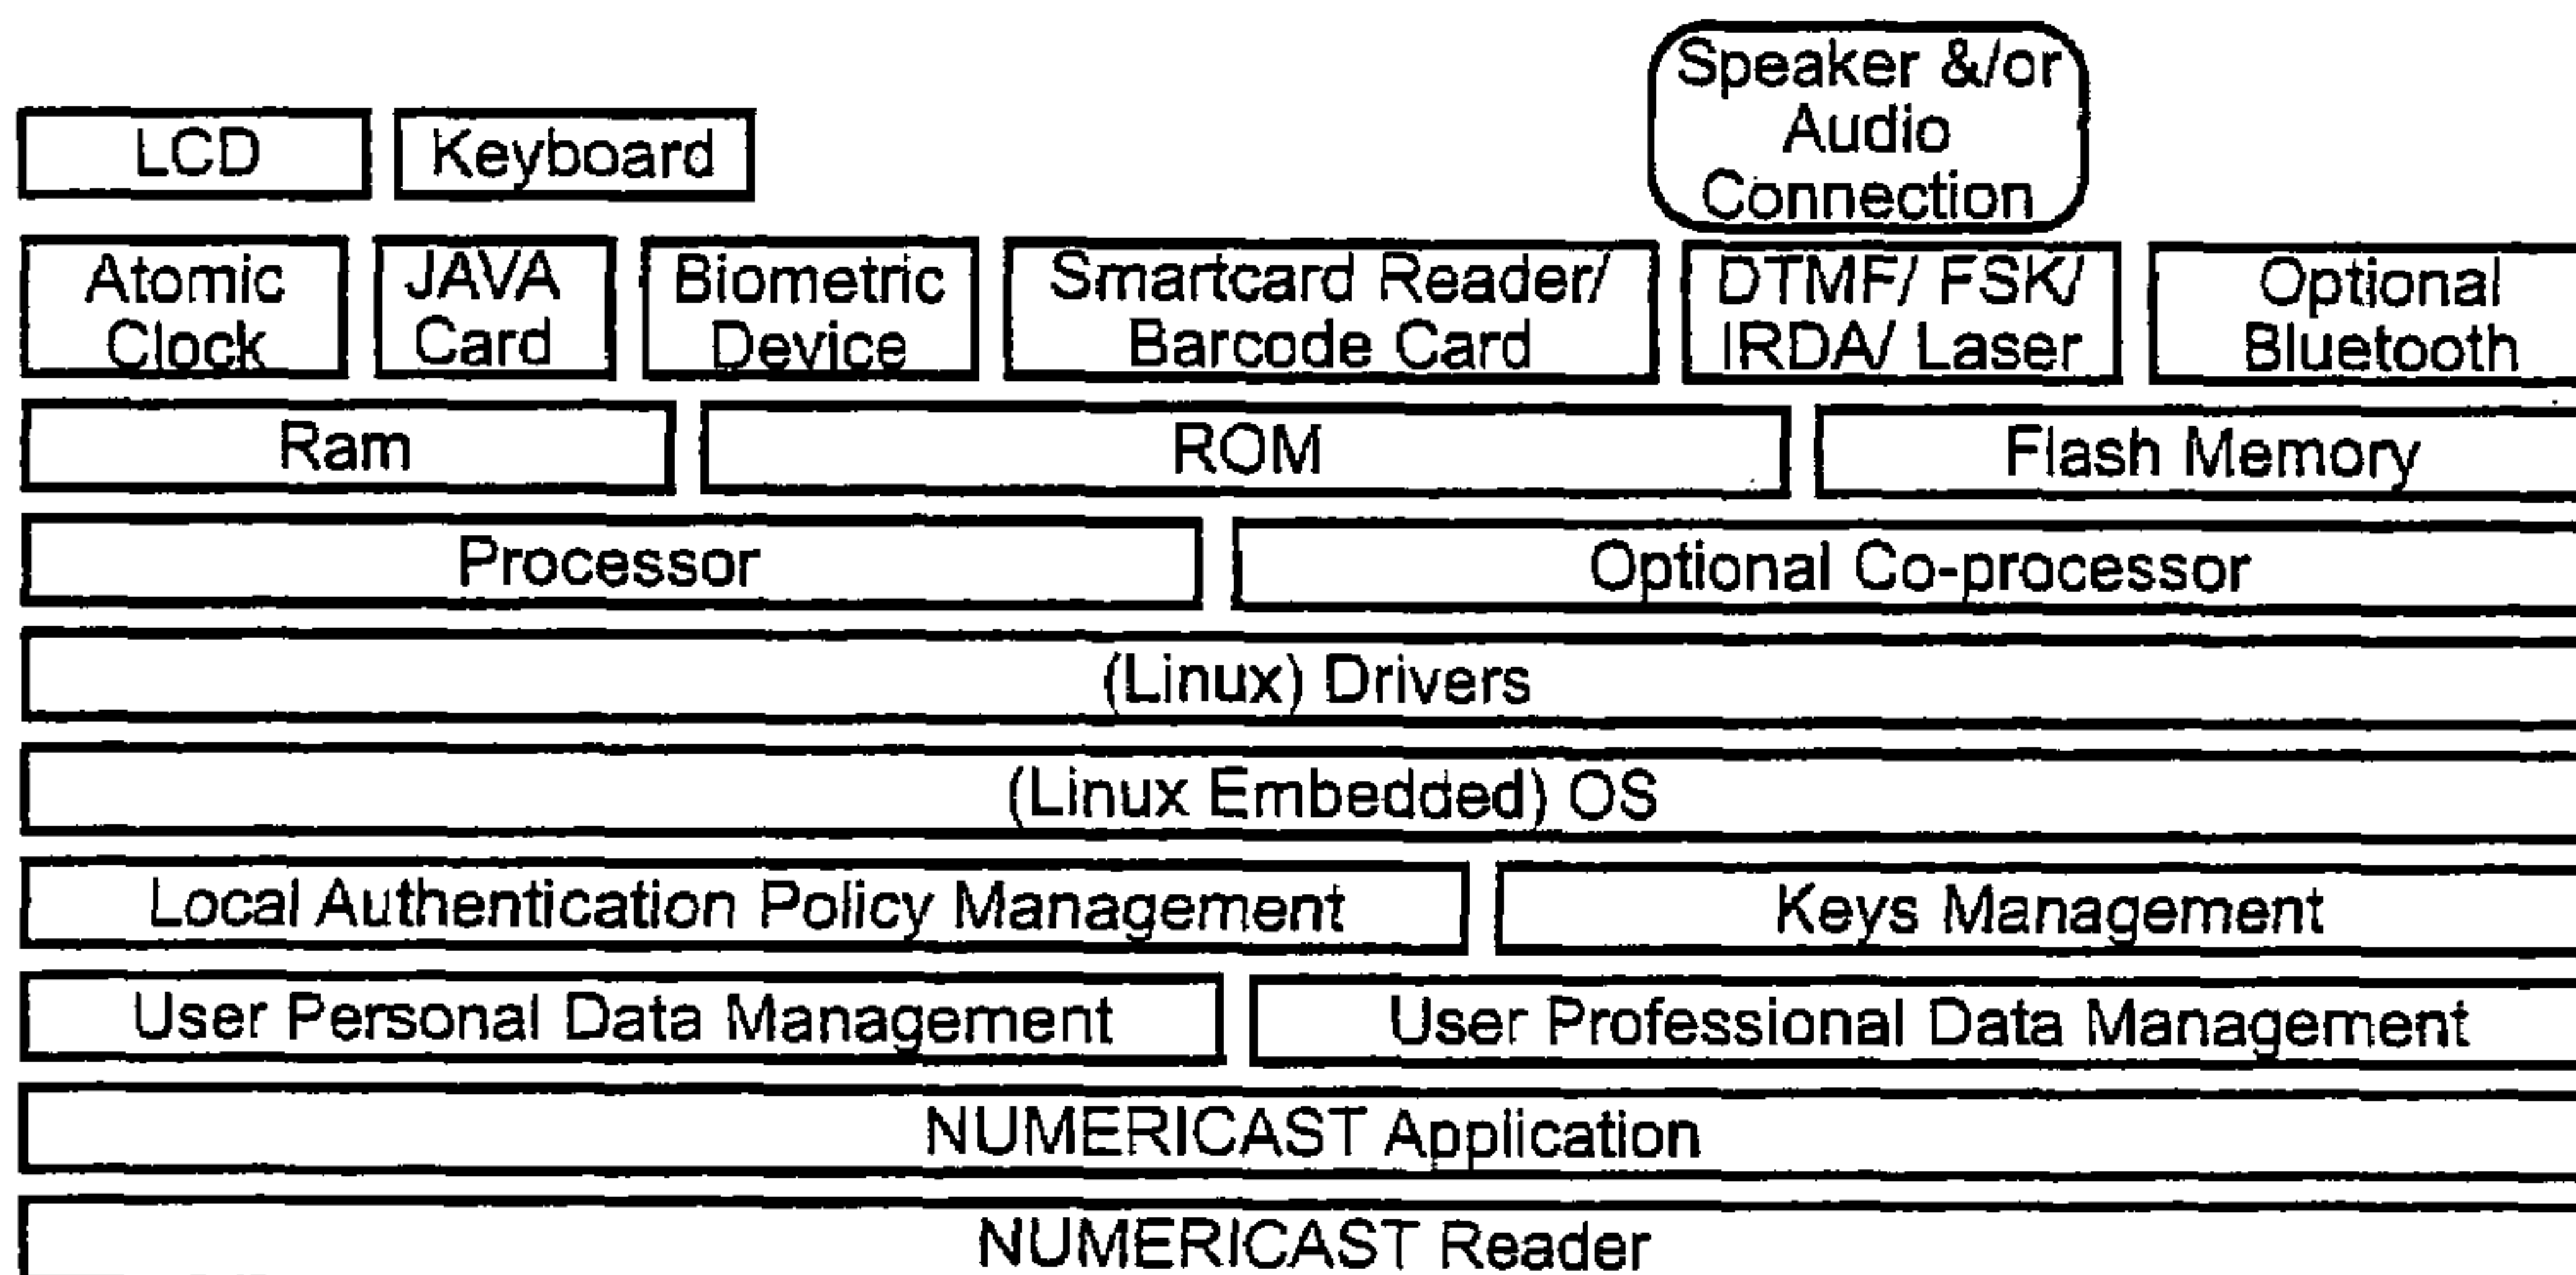 Speaker &/or
Audio
Connection
LCD
Keyboard
Atomic
Clock
JAVA
Card
Biometric
Device
Smartcard Reader/
Barcode Card
DTMF/ FSK/
IRDA/ Laser
Optional
Bluetooth
Ram
ROM
Flash Memory
Processor
Optional Co-processor
(Linux) Drivers
(Linux Embedded) OS
Local Authentication Policy Management
Keys Management
User Personal Data Management
User Professional Data Management
NUMERICAST Application
NUMERICAST Reader